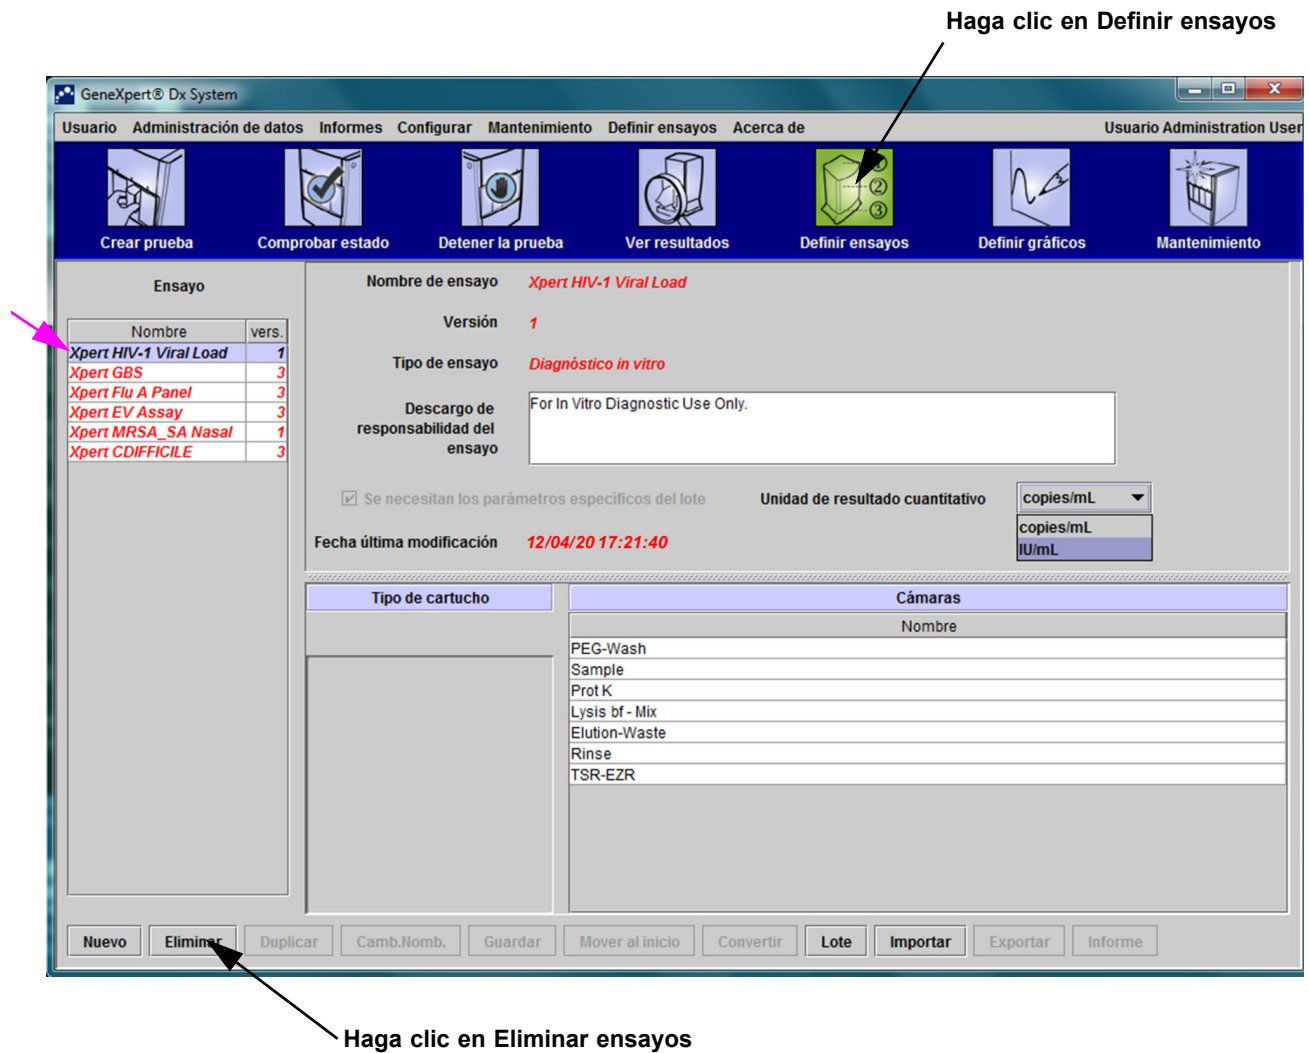 Haga clic en Definir ensayos
GeneXpert® Dx System
Usuario Administración de datos Informes Configurar Mantenimiento Definir ensayos Acerca de Usuario Administration User
Crear prueba Comprobar estado Detener la prueba Ver resultados Definir ensayos Definir gráficos Mantenimiento
Ensayo
Nombre vers.
Xpert HIV-1 Viral Load 1
Xpert GBS 3
Xpert Flu A Panel 3
Xpert EV Assay 3
Xpert MRSA_SA Nasal 1
Xpert CDIFFICILE 3
Nombre de ensayo Xpert HIV-1 Viral Load
Versión 1
Tipo de ensayo Diagnóstico in vitro
Descargo de
responsabilidad del
ensayo
For In Vitro Diagnostic Use Only.
Se necesitan los parámetros específicos del lote Unidad de resultado cuantitativo copies/mL
copies/mL
IU/mL
Fecha última modificación 12/04/20 17:21:40
Tipo de cartucho Cámaras
Nombre
PEG-Wash
Sample
Prot K
Lysis bf - Mix
Elution-Waste
Rinse
TSR-EZR
Nuevo Eliminar Duplicar Camb.Nomb. Guardar Mover al inicio Convertir Lote Importar Exportar Informe
Haga clic en Eliminar ensayos